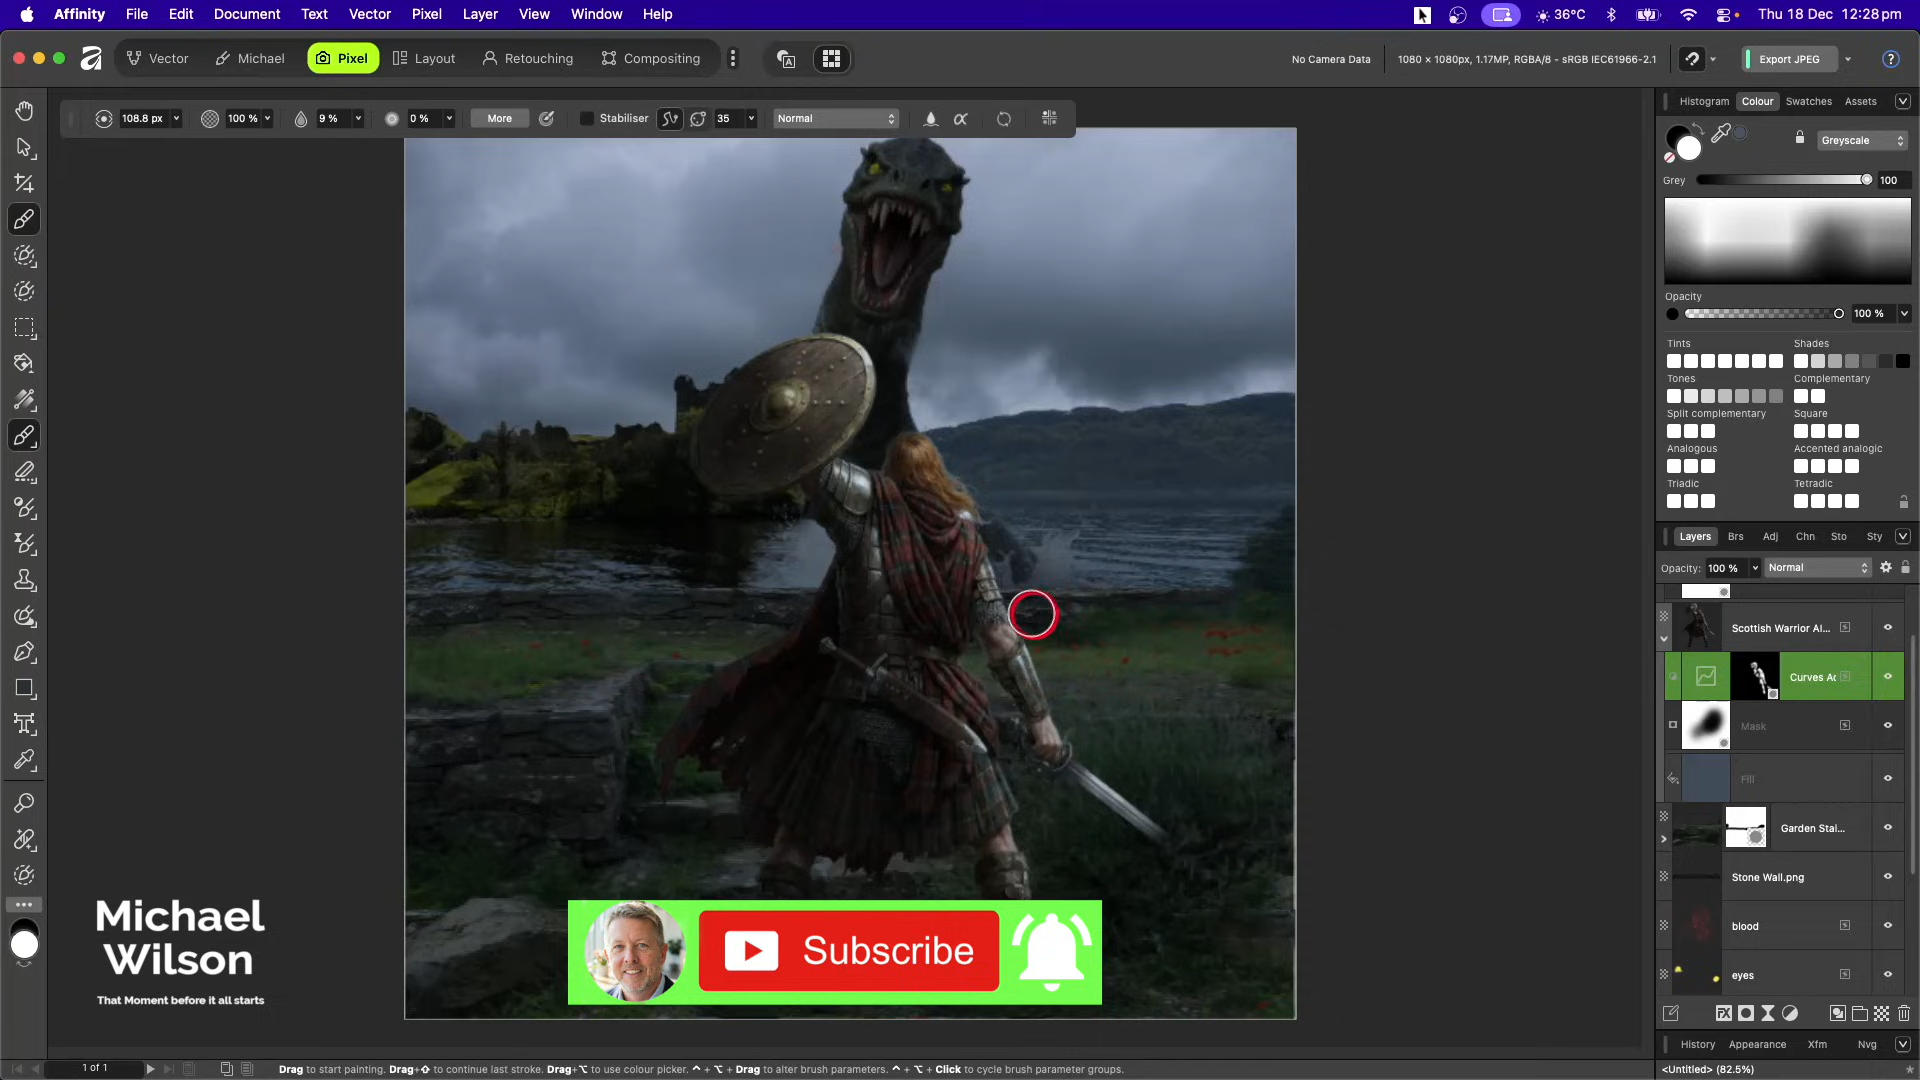 Affinity File Edit Document Text Vector Pixel Layer View Window Help 36°C Thu 18 Dec 12:28 pm
Vector Michael Pixel Layout Retouching Compositing No Camera Data 1080 × 1080px, 1.17MP, RGBA/8 - sRGB IEC61966-2.1 Export JPEG
108.8 px 100 % 9 % 0 % More Stabiliser 35 Normal
Histogram Colour Swatches Assets
Greyscale
Grey 100
Opacity
100 %
Tints Shades
Tones Complementary
Split complementary Square
Analogous Accented analogic
Triadic Tetradic
Layers Brs Adj Chn Sto Sty
Opacity: 100 % Normal
Scottish Warrior AI...
Curves Ac
Mask
Fill
Garden Stai...
Stone Wall.png
blood
eyes
Michael
Wilson
That Moment before it all starts
Subscribe
History Appearance Xfm Nvg
1 of 1 Drag to start painting. Drag+⇧ to continue last stroke. Drag+⌥ to use colour picker. ⌃ + ⌥ + Drag to alter brush parameters. ⌃ + ⌥ + Click to cycle brush parameter groups. <Untitled> (82.5%)